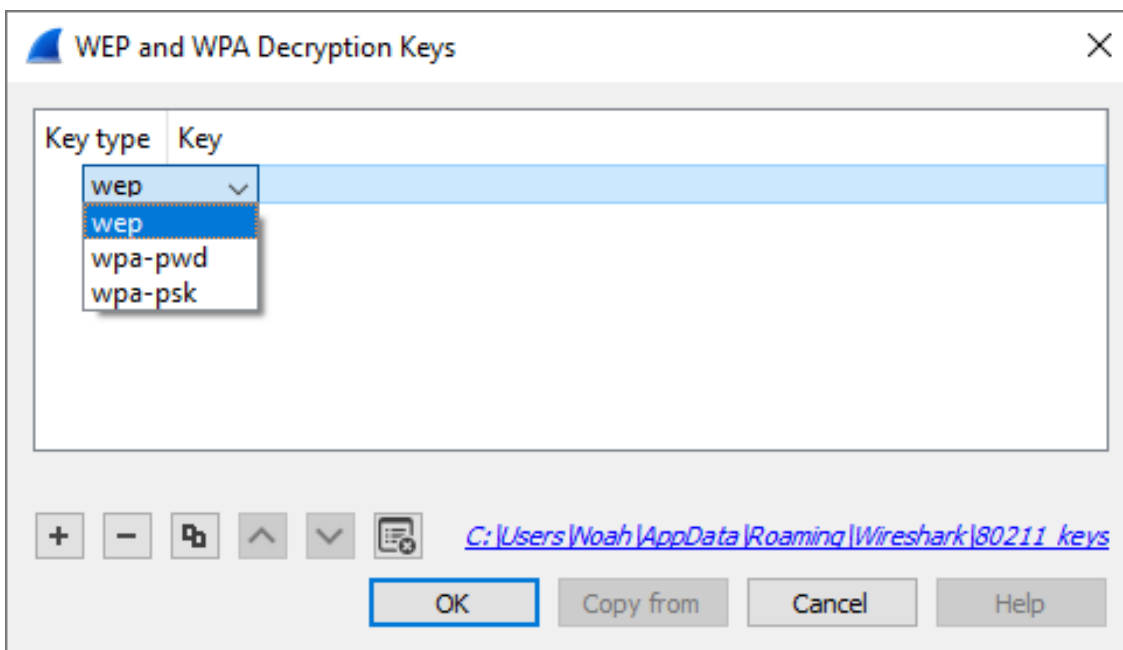 WEP and WPA Decryption Keys
Key type Key
wep
wep
wpa-pwd
wpa-psk
C:\Users\Noah\AppData\Roaming\Wireshark\80211_keys
OK Copy from Cancel Help